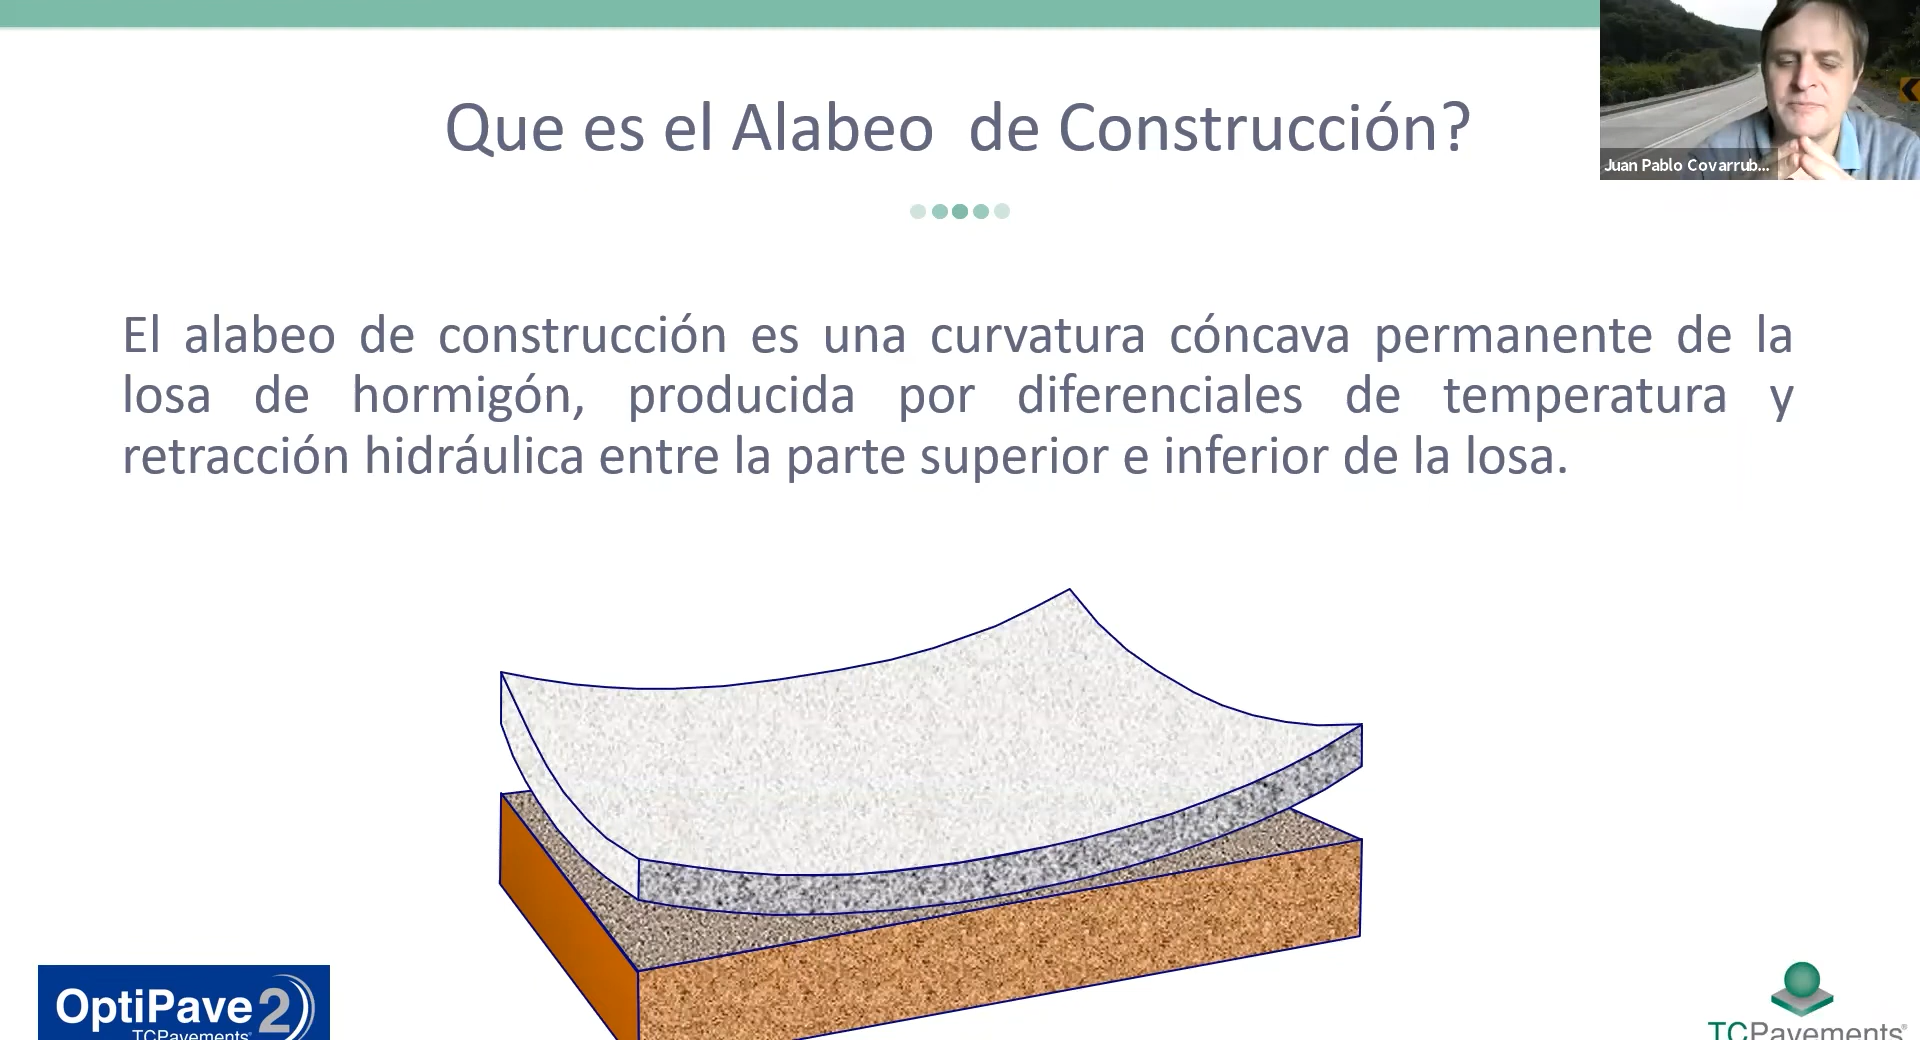 Que es el Alabeo de Construcción?
Juan Pablo Covarrub...
El alabeo de construcción es una curvatura cóncava permanente de la
losa de hormigón, producida por diferenciales de temperatura y
retracción hidráulica entre la parte superior e inferior de la losa.
OptiPave2
TCPavements
TCPavements®